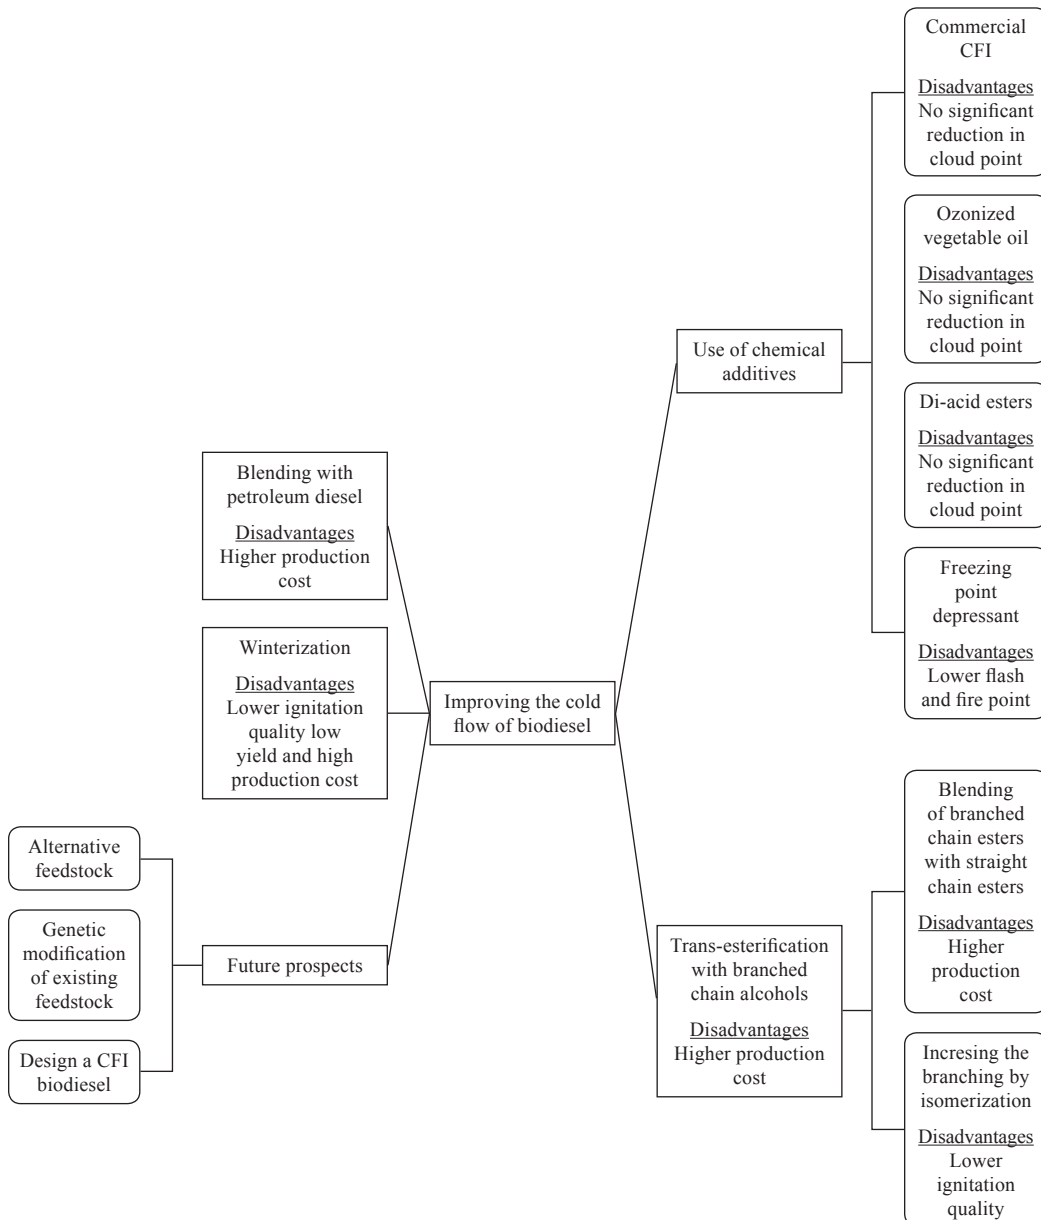 Commercial
CFI
Disadvantages
No significant
reduction in
cloud point
Ozonized
vegetable oil
Disadvantages
No significant
reduction in
cloud point
Use of chemical
additives
Di-acid esters
Disadvantages
No significant
reduction in
cloud point
Freezing
point
depressant
Disadvantages
Lower flash
and fire point
Blending with
petroleum diesel
Disadvantages
Higher production
cost
Winterization
Disadvantages
Lower ignitation
quality low
yield and high
production cost
Improving the cold
flow of biodiesel
Alternative
feedstock
Genetic
modification
of existing
feedstock
Design a CFI
biodiesel
Future prospects
Trans-esterification
with branched
chain alcohols
Disadvantages
Higher production
cost
Blending
of branched
chain esters
with straight
chain esters
Disadvantages
Higher
production
cost
Incresing the
branching by
isomerization
Disadvantages
Lower
ignitation
quality